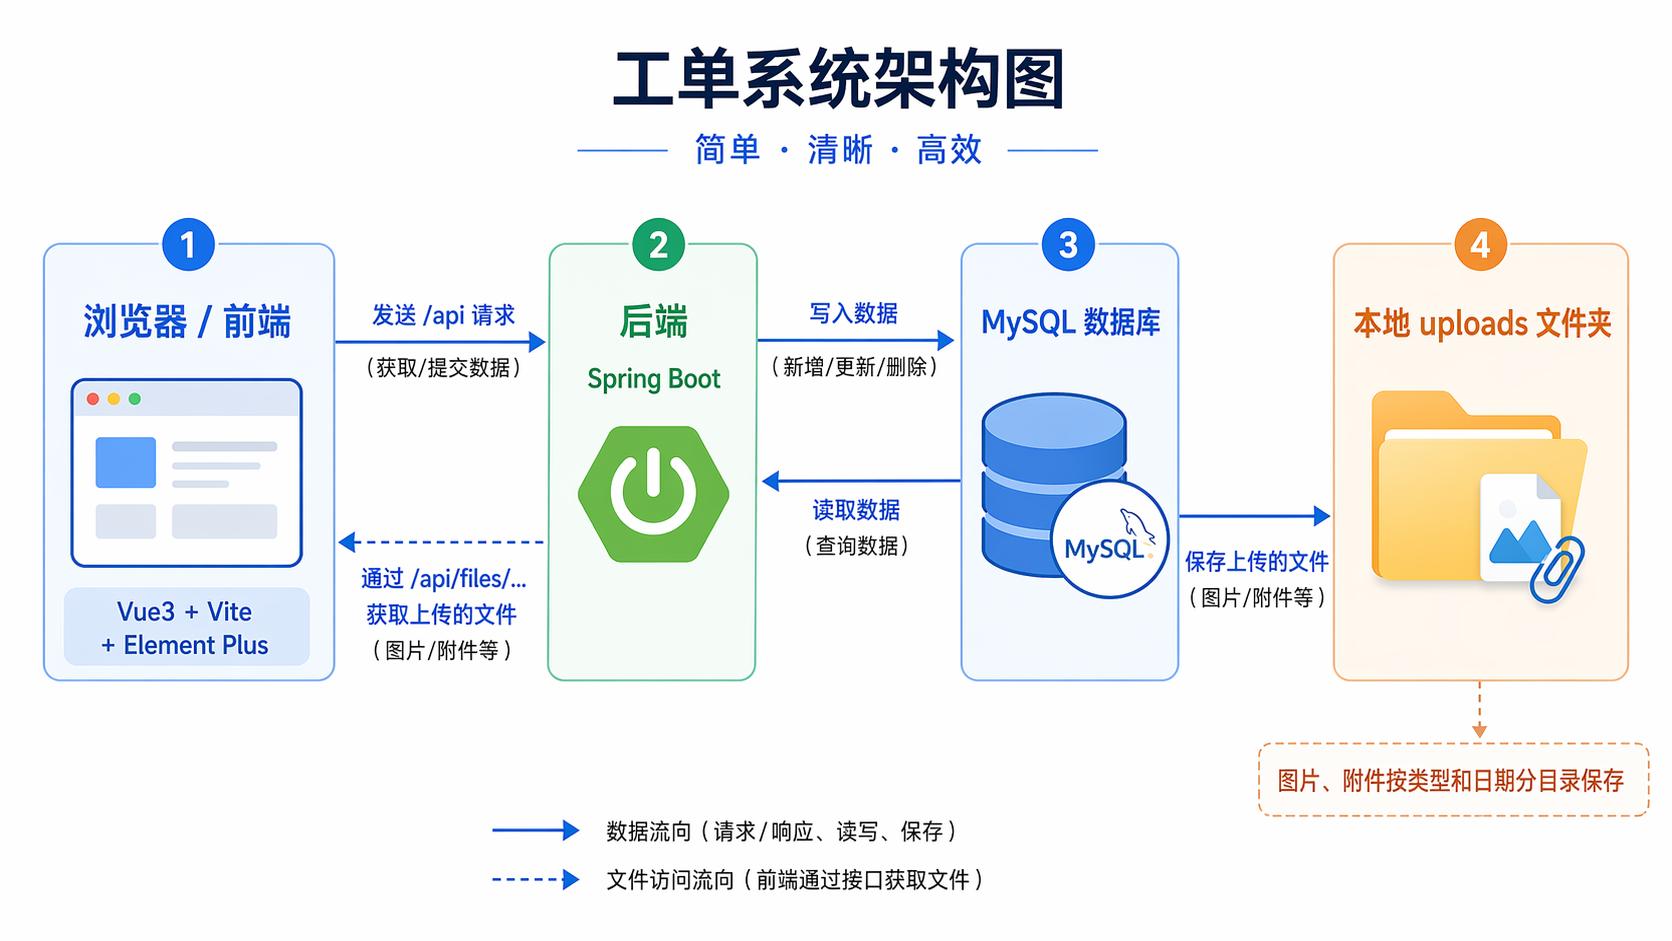 工单系统架构图
简单 · 清晰 · 高效
1
浏览器 / 前端
Vue3 + Vite
+ Element Plus
发送 /api 请求
（获取/提交数据）
通过 /api/files/...
获取上传的文件
（图片/附件等）
2
后端
Spring Boot
写入数据
（新增/更新/删除）
读取数据
（查询数据）
3
MySQL 数据库
MySQL
保存上传的文件
（图片/附件等）
4
本地 uploads 文件夹
图片、附件按类型和日期分目录保存
数据流向（请求/响应、读写、保存）
文件访问流向（前端通过接口获取文件）